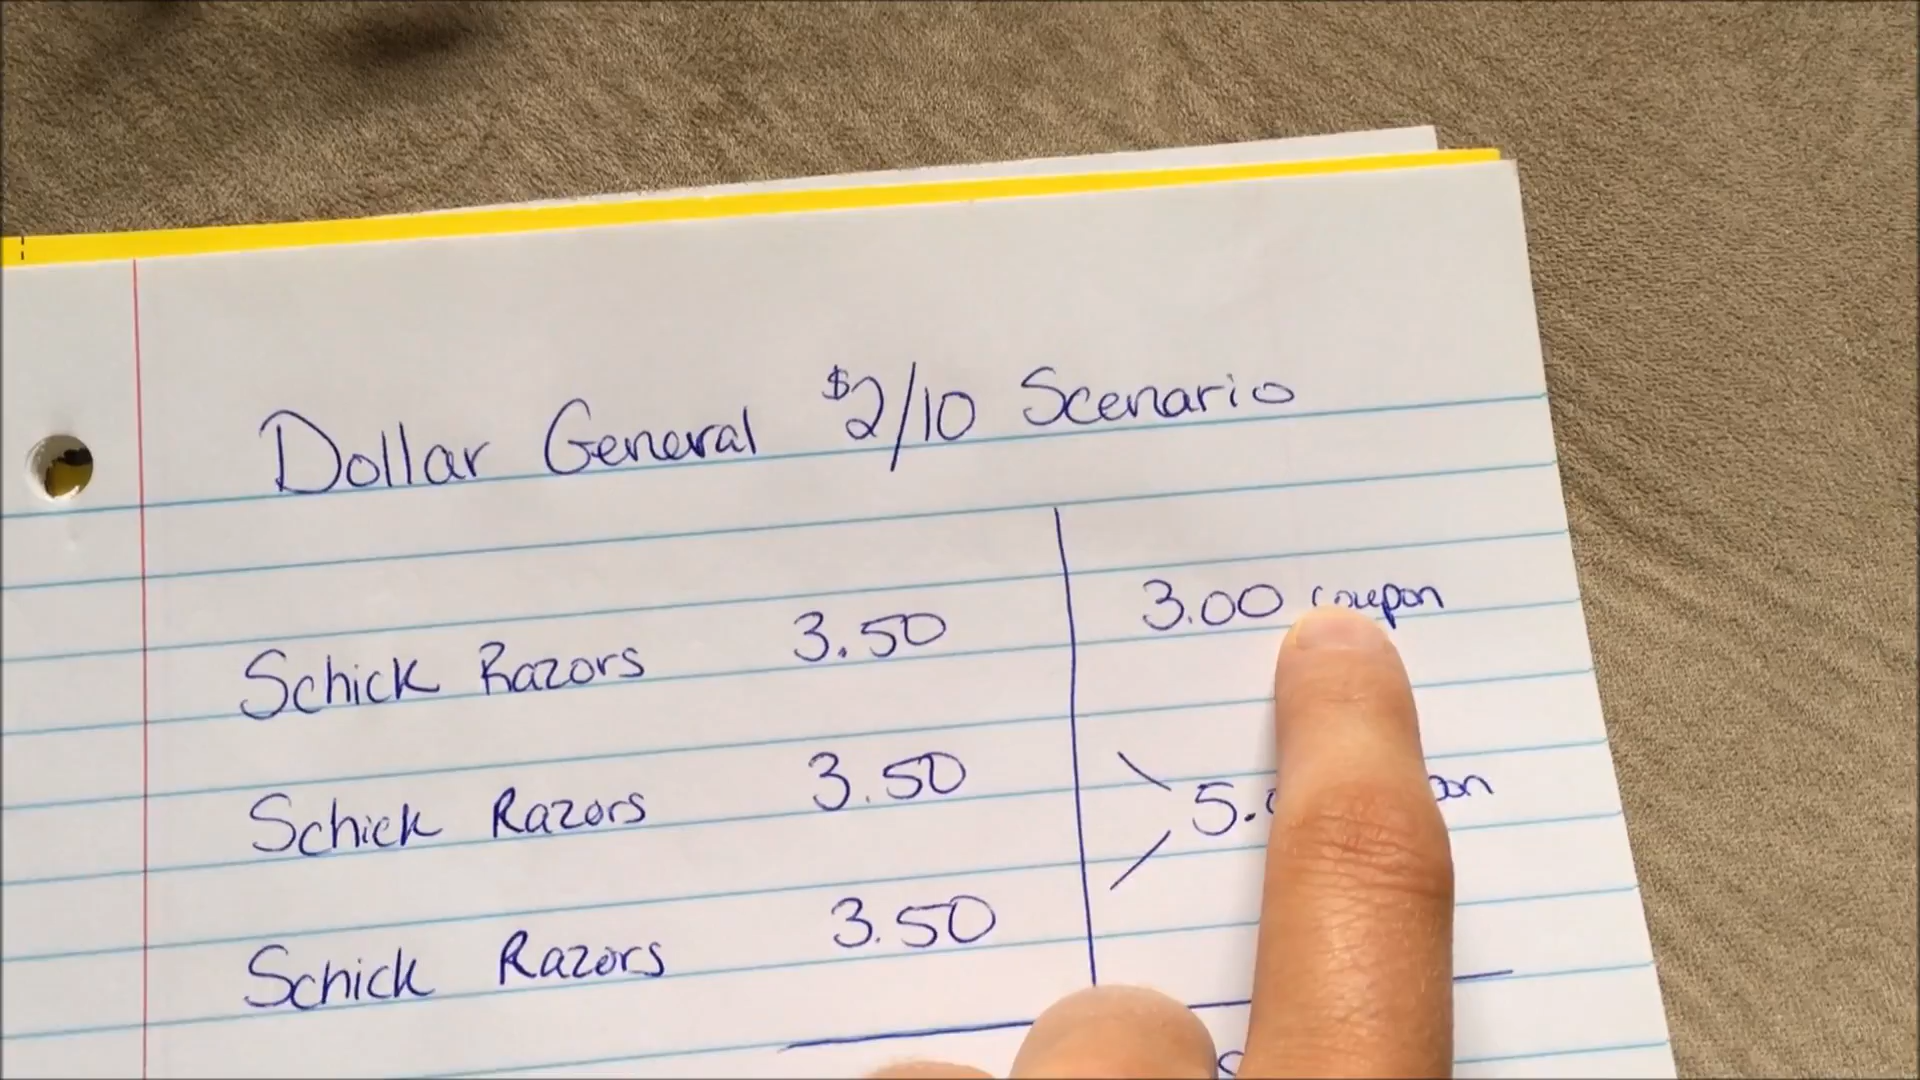 Dollar General $2/10 Scenario
Schick Razors 3.50 3.00 coupon
Schick Razors 3.50
5.
Schick Razors 3.50